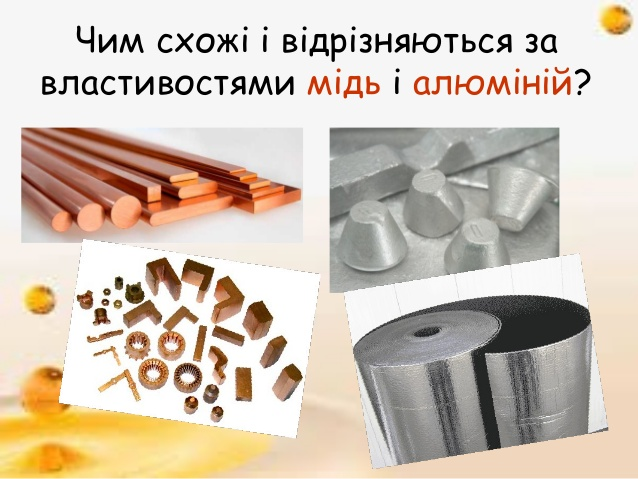 Чим схожі і відрізняються за
властивостями мідь і алюміній?